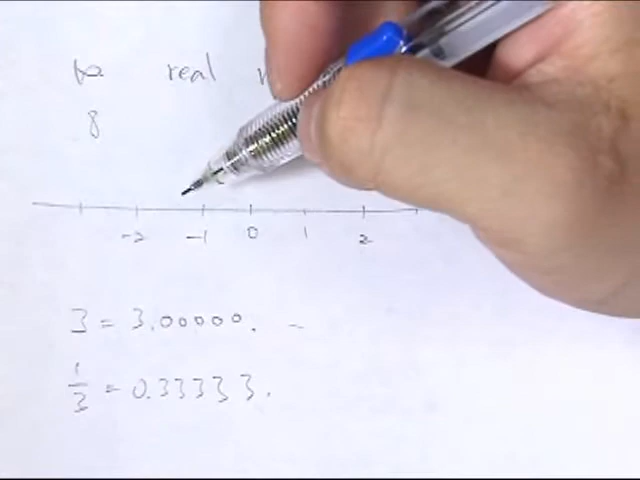 real
8
-2 -1 0 1 2
3 = 3.00000. -
1/3 = 0.33333.